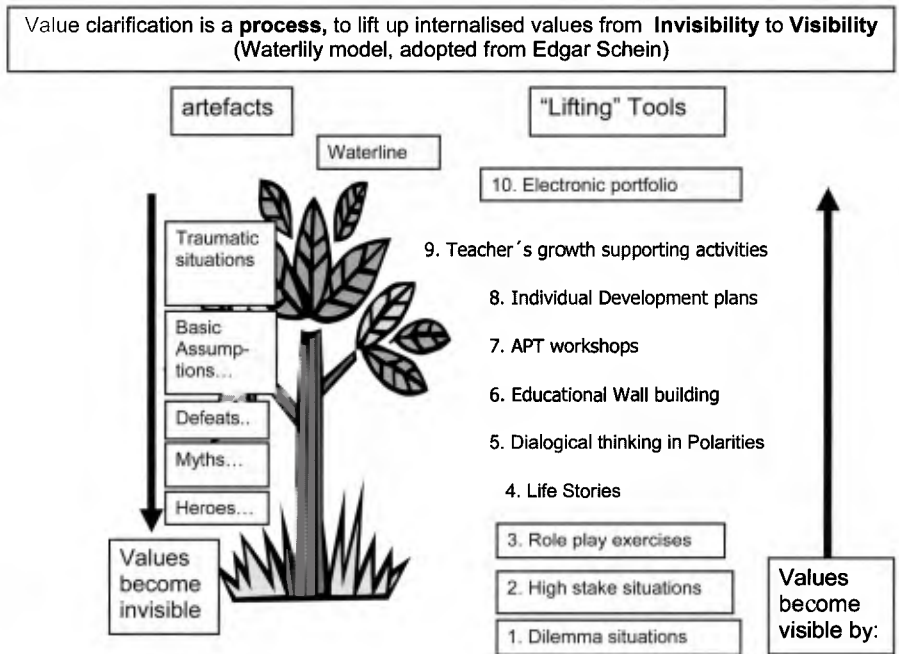 Value clarification is a process, to lift up internalised values from Invisibility to Visibility
(Waterlily model, adopted from Edgar Schein)
artefacts
"Lifting" Tools
Waterline
10. Electronic portfolio
Traumatic
situations
9. Teacher´s growth supporting activities
8. Individual Development plans
Basic
Assump-
tions...
7. APT workshops
6. Educational Wall building
Defeats..
5. Dialogical thinking in Polarities
Myths...
4. Life Stories
Heroes...
3. Role play exercises
Values
become
invisible
2. High stake situations
1. Dilemma situations
Values
become
visible by: